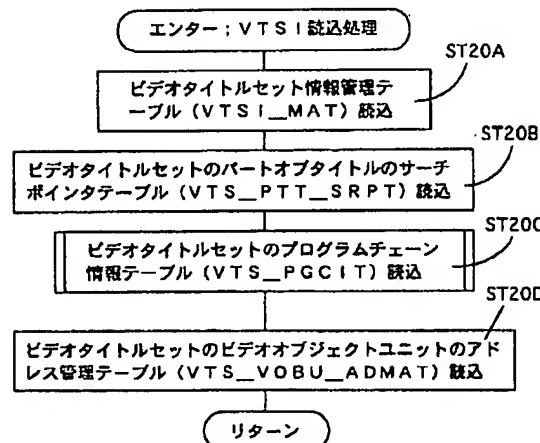 エンター；ＶＴＳＩ読込処理
ST20A
ビデオタイトルセット情報管理テ
ーブル（ＶＴＳＩ＿ＭＡＴ）読込
ST20B
ビデオタイトルセットのパートオブタイトルのサーチ
ポインタテーブル（ＶＴＳ＿ＰＴＴ＿ＳＲＰＴ）読込
ST20C
ビデオタイトルセットのプログラムチェーン
情報テーブル（ＶＴＳ＿ＰＧＣＩＴ）読込
ST20D
ビデオタイトルセットのビデオオブジェクトユニットのアド
レス管理テーブル（ＶＴＳ＿ＶＯＢＵ＿ＡＤＭＡＴ）読込
リターン